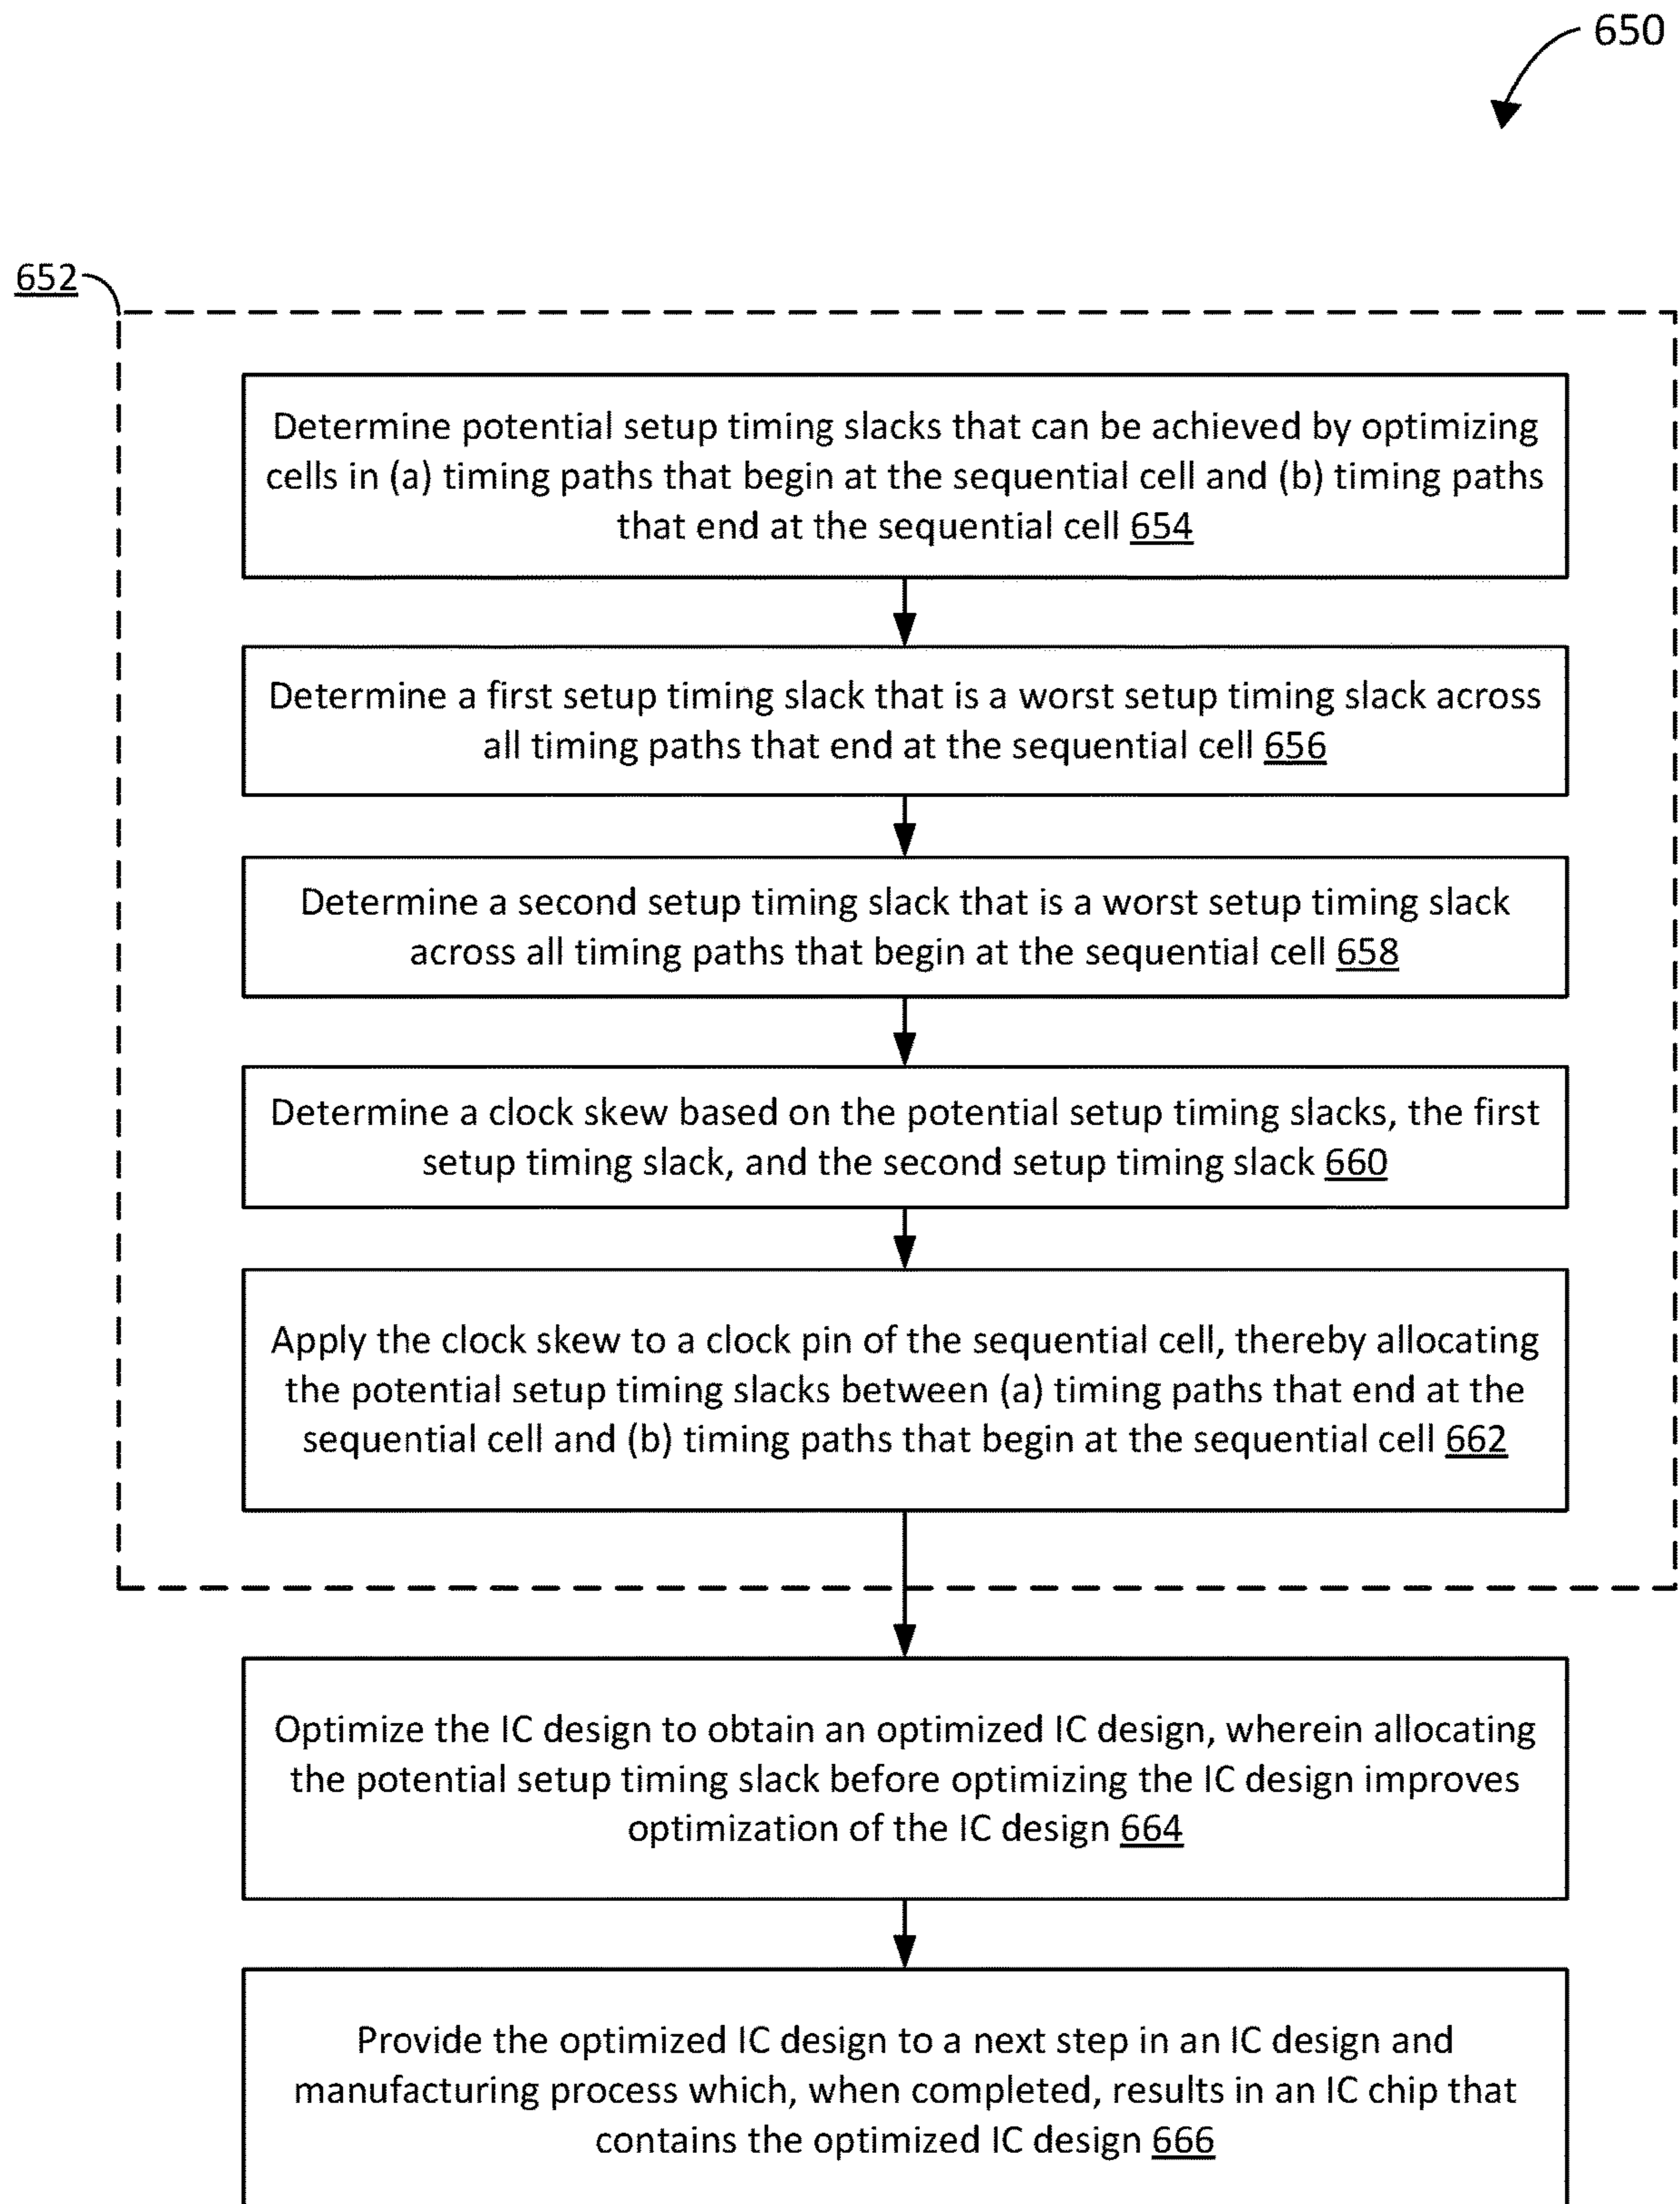 650
652
Determine potential setup timing slacks that can be achieved by optimizing
cells in (a) timing paths that begin at the sequential cell and (b) timing paths
that end at the sequential cell 654
Determine a first setup timing slack that is a worst setup timing slack across
all timing paths that end at the sequential cell 656
Determine a second setup timing slack that is a worst setup timing slack
across all timing paths that begin at the sequential cell 658
Determine a clock skew based on the potential setup timing slacks, the first
setup timing slack, and the second setup timing slack 660
Apply the clock skew to a clock pin of the sequential cell, thereby allocating
the potential setup timing slacks between (a) timing paths that end at the
sequential cell and (b) timing paths that begin at the sequential cell 662
Optimize the IC design to obtain an optimized IC design, wherein allocating
the potential setup timing slack before optimizing the IC design improves
optimization of the IC design 664
Provide the optimized IC design to a next step in an IC design and
manufacturing process which, when completed, results in an IC chip that
contains the optimized IC design 666